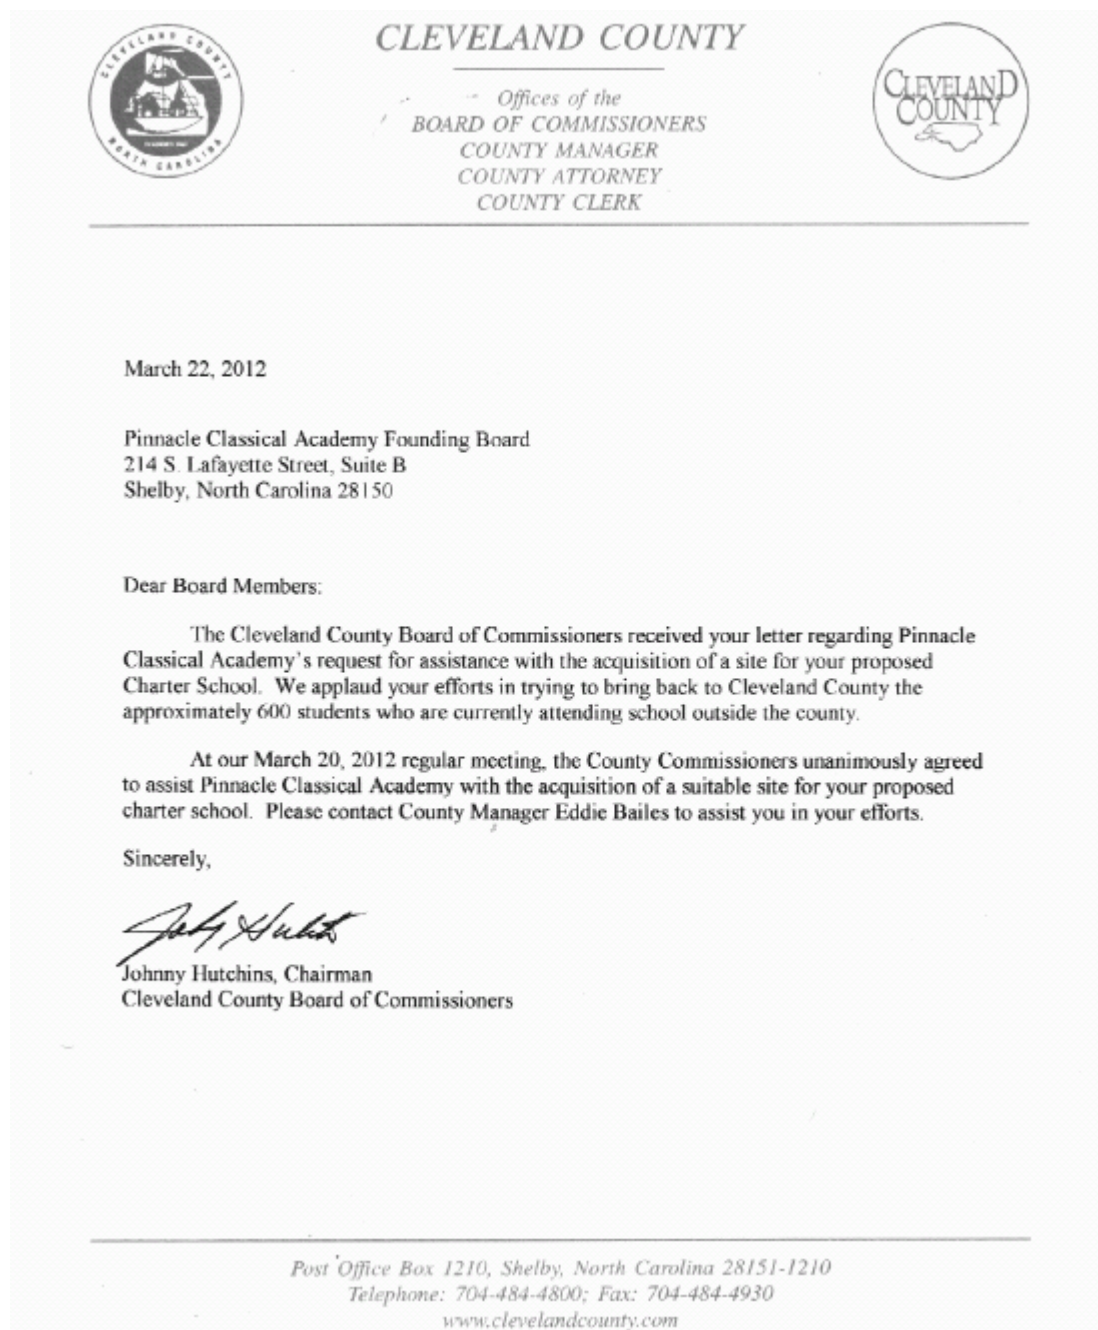 CLEVELAND COUNTY
NORTH CAROLINA
CLEVELAND COUNTY
Offices of the
BOARD OF COMMISSIONERS
COUNTY MANAGER
COUNTY ATTORNEY
COUNTY CLERK
CLEVELAND
COUNTY
March 22, 2012
Pinnacle Classical Academy Founding Board
214 S. Lafayette Street, Suite B
Shelby, North Carolina 28150
Dear Board Members:
The Cleveland County Board of Commissioners received your letter regarding Pinnacle
Classical Academy's request for assistance with the acquisition of a site for your proposed
Charter School. We applaud your efforts in trying to bring back to Cleveland County the
approximately 600 students who are currently attending school outside the county.
At our March 20, 2012 regular meeting, the County Commissioners unanimously agreed
to assist Pinnacle Classical Academy with the acquisition of a suitable site for your proposed
charter school. Please contact County Manager Eddie Bailes to assist you in your efforts.
Sincerely,
Johnny Hutchins, Chairman
Cleveland County Board of Commissioners
Post Office Box 1210, Shelby, North Carolina 28151-1210
Telephone: 704-484-4800; Fax: 704-484-4930
www.clevelandcounty.com